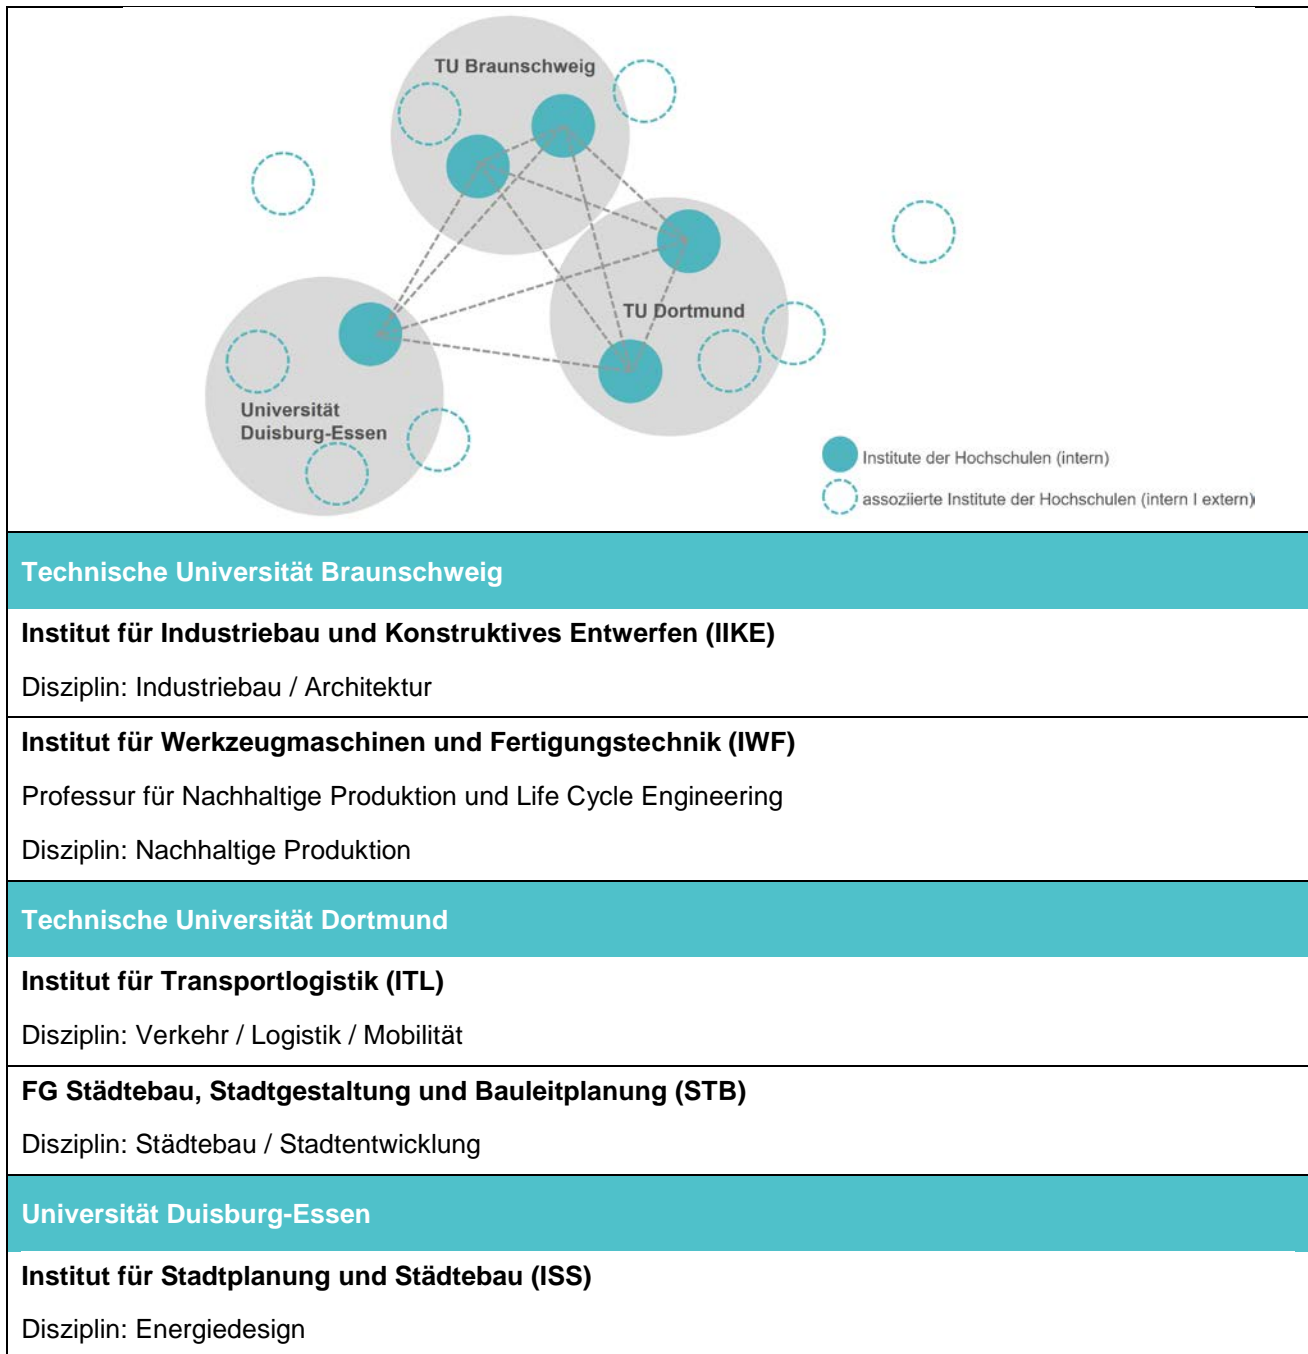 TU Braunschweig
TU Dortmund
Universität
Duisburg-Essen
Institute der Hochschulen (intern)
assoziierte Institute der Hochschulen (intern I extern)
Technische Universität Braunschweig
Institut für Industriebau und Konstruktives Entwerfen (IIKE)
Disziplin: Industriebau / Architektur
Institut für Werkzeugmaschinen und Fertigungstechnik (IWF)
Professur für Nachhaltige Produktion und Life Cycle Engineering
Disziplin: Nachhaltige Produktion
Technische Universität Dortmund
Institut für Transportlogistik (ITL)
Disziplin: Verkehr / Logistik / Mobilität
FG Städtebau, Stadtgestaltung und Bauleitplanung (STB)
Disziplin: Städtebau / Stadtentwicklung
Universität Duisburg-Essen
Institut für Stadtplanung und Städtebau (ISS)
Disziplin: Energiedesign